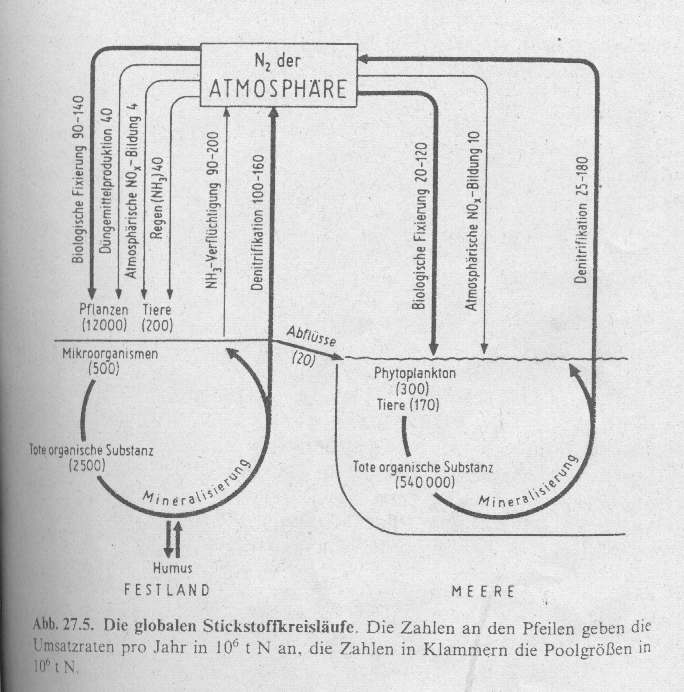 N₂ der
ATMOSPHÄRE
Biologische Fixierung 90-140
Düngemittelproduktion 40
Atmosphärische NOₓ-Bildung 4
Regen (NH₃) 40
NH₃-Verflüchtigung 90-200
Denitrifikation 100-160
Biologische Fixierung 20-120
Atmosphärische NOₓ-Bildung 10
Denitrifikation 25-180
Pflanzen
(12000)
Tiere
(200)
Mikroorganismen
(500)
Tote organische Substanz
(2500)
Mineralisierung
Humus
FESTLAND
Abflüsse
(20)
Phytoplankton
(300)
Tiere (170)
Tote organische Substanz
(540 000)
Mineralisierung
MEERE
Abb. 27.5. Die globalen Stickstoffkreisläufe. Die Zahlen an den Pfeilen geben die
Umsatzraten pro Jahr in 10⁶ t N an, die Zahlen in Klammern die Poolgrößen in
10⁶ t N.